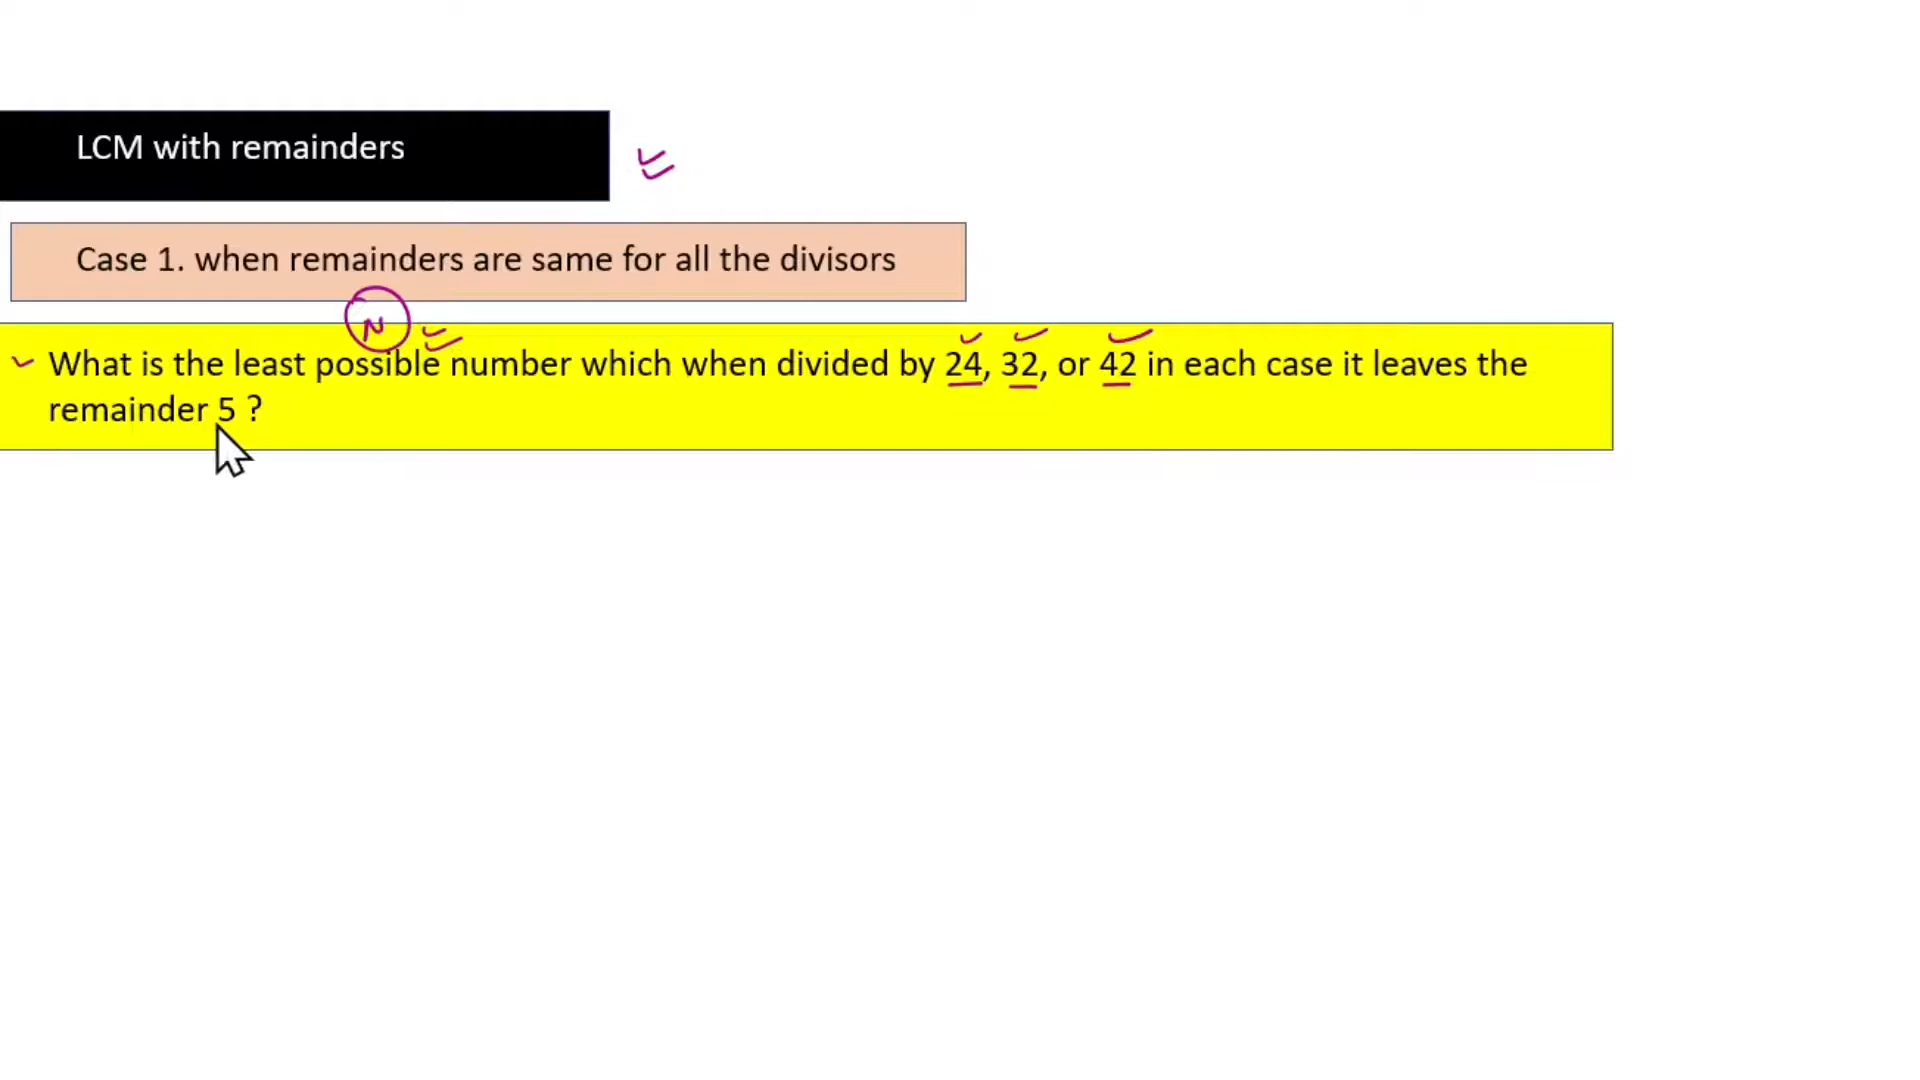 LCM with remainders
Case 1. when remainders are same for all the divisors
N
What is the least possible number which when divided by 24, 32, or 42 in each case it leaves the
remainder 5 ?